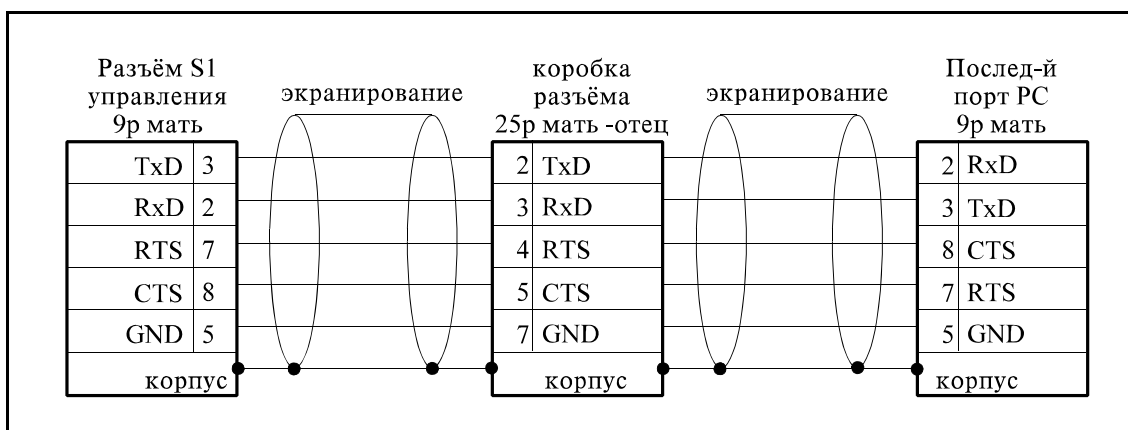 Разъём S1
управления
9р мать
экранирование
коробка
разъёма
25р мать -отец
экранирование
Послед-й
порт PC
9р мать
TxD 3
RxD 2
RTS 7
CTS 8
GND 5
корпус
2 TxD
3 RxD
4 RTS
5 CTS
7 GND
корпус
2 RxD
3 TxD
8 CTS
7 RTS
5 GND
корпус